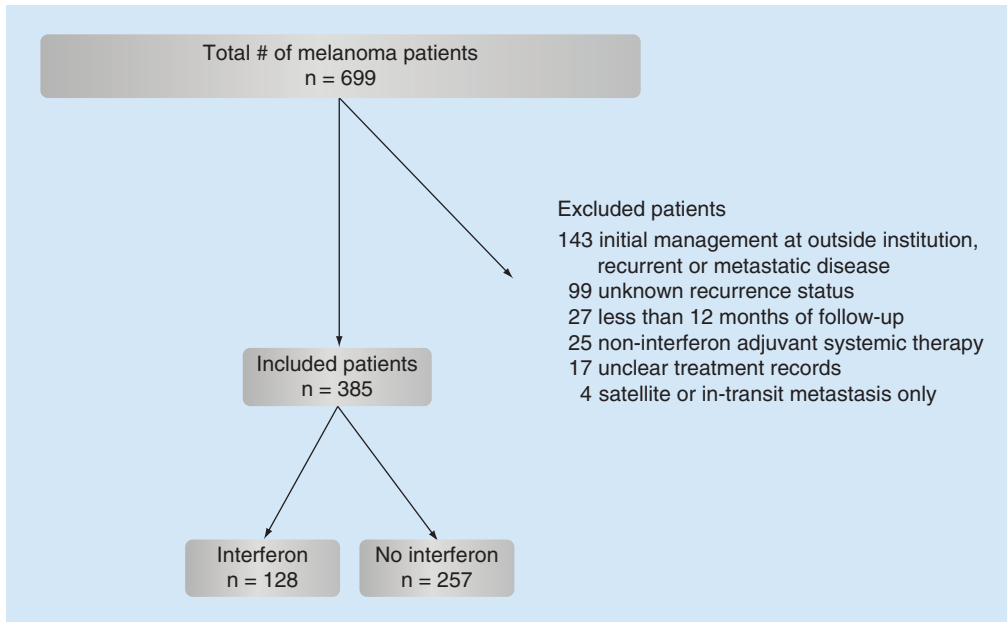 Total # of melanoma patients
n = 699
Excluded patients
143 initial management at outside institution,
recurrent or metastatic disease
99 unknown recurrence status
27 less than 12 months of follow-up
25 non-interferon adjuvant systemic therapy
17 unclear treatment records
4 satellite or in-transit metastasis only
Included patients
n = 385
Interferon
n = 128
No interferon
n = 257